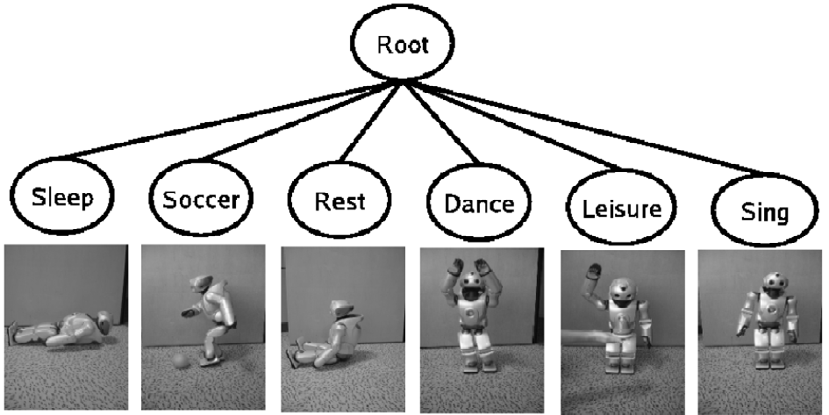 Root
Sleep
Soccer
Rest
Dance
Leisure
Sing